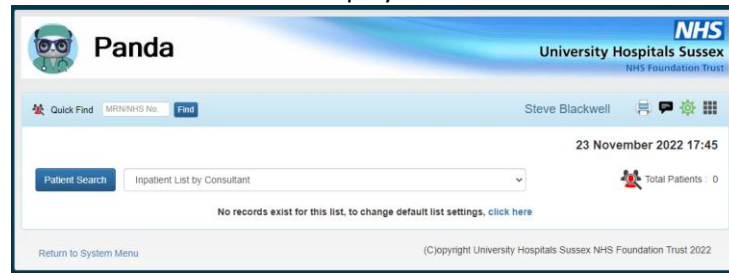 Panda
NHS
University Hospitals Sussex
NHS Foundation Trust
Quick Find MRN/NHS No. Find
Steve Blackwell
23 November 2022 17:45
Patient Search Inpatient List by Consultant
Total Patients : 0
No records exist for this list, to change default list settings, click here
Return to System Menu
(C)opyright University Hospitals Sussex NHS Foundation Trust 2022